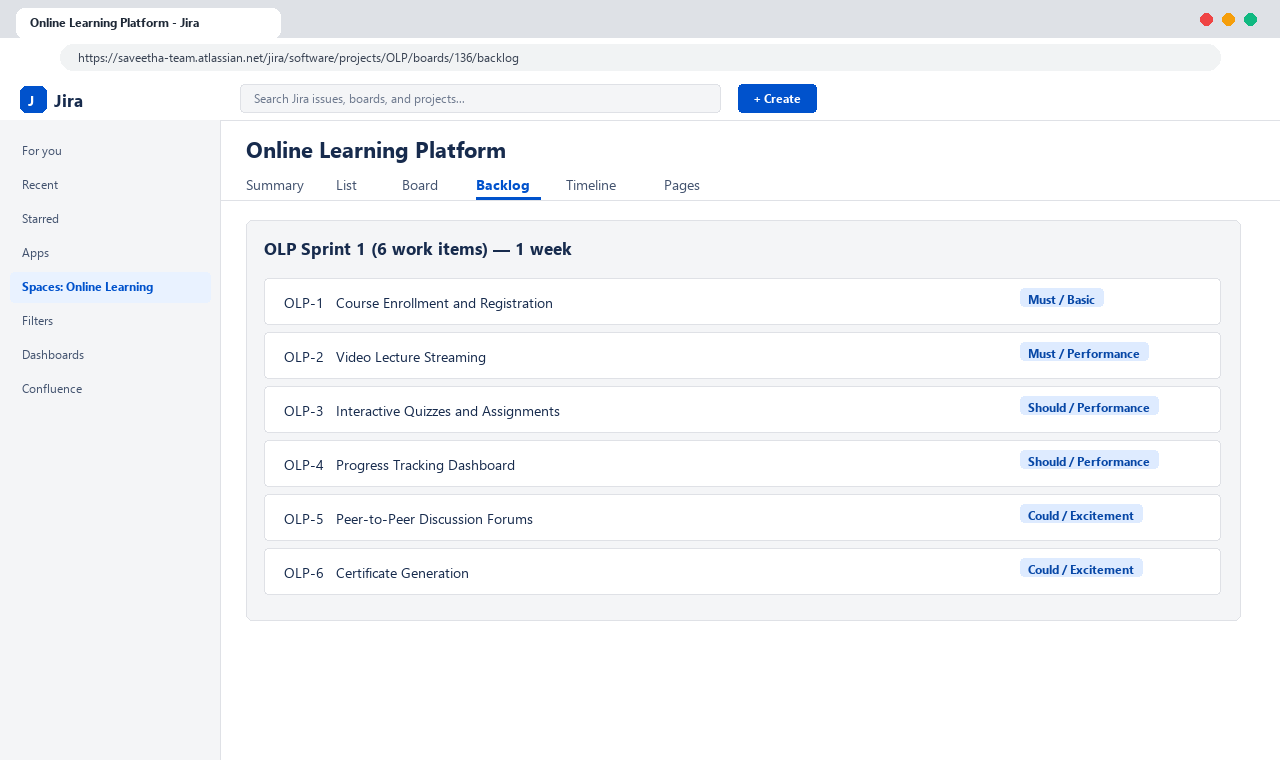 Online Learning Platform - Jira
https://saveetha-team.atlassian.net/jira/software/projects/OLP/boards/136/backlog
J Jira
Search Jira issues, boards, and projects...
+ Create
For you
Recent
Starred
Apps
Spaces: Online Learning
Filters
Dashboards
Confluence
Online Learning Platform
Summary List Board Backlog Timeline Pages
OLP Sprint 1 (6 work items) — 1 week
OLP-1 Course Enrollment and Registration Must / Basic
OLP-2 Video Lecture Streaming Must / Performance
OLP-3 Interactive Quizzes and Assignments Should / Performance
OLP-4 Progress Tracking Dashboard Should / Performance
OLP-5 Peer-to-Peer Discussion Forums Could / Excitement
OLP-6 Certificate Generation Could / Excitement